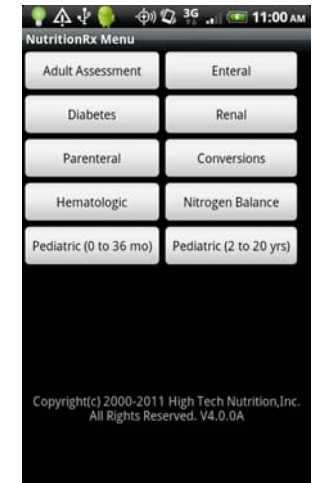 3G 11:00 AM
NutritionRx Menu
Adult Assessment Enteral
Diabetes Renal
Parenteral Conversions
Hematologic Nitrogen Balance
Pediatric (0 to 36 mo) Pediatric (2 to 20 yrs)
Copyright(c) 2000-2011 High Tech Nutrition,Inc.
All Rights Reserved. V4.0.0A